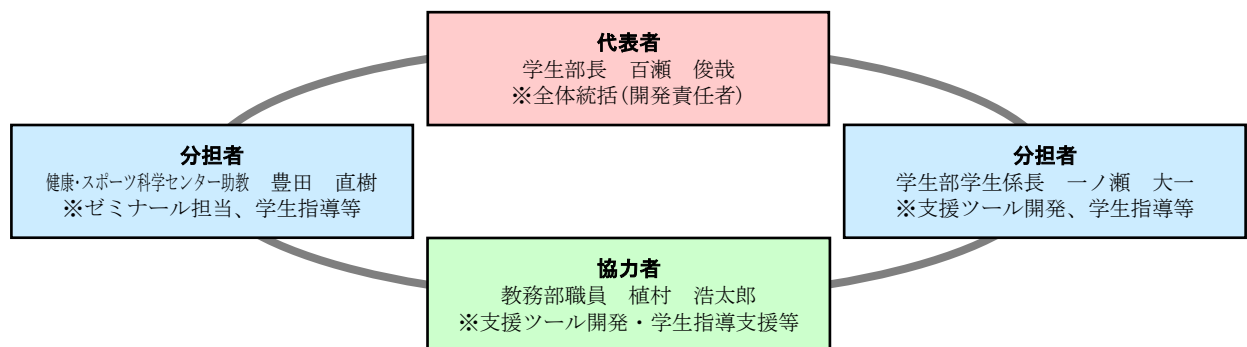 代表者
学生部長　百瀬　俊哉
※全体統括(開発責任者)
分担者
健康・スポーツ科学センター助教　豊田　直樹
※ゼミナール担当、学生指導等
分担者
学生部学生係長　一ノ瀬　大一
※支援ツール開発、学生指導等
協力者
教務部職員　植村　浩太郎
※支援ツール開発・学生指導支援等